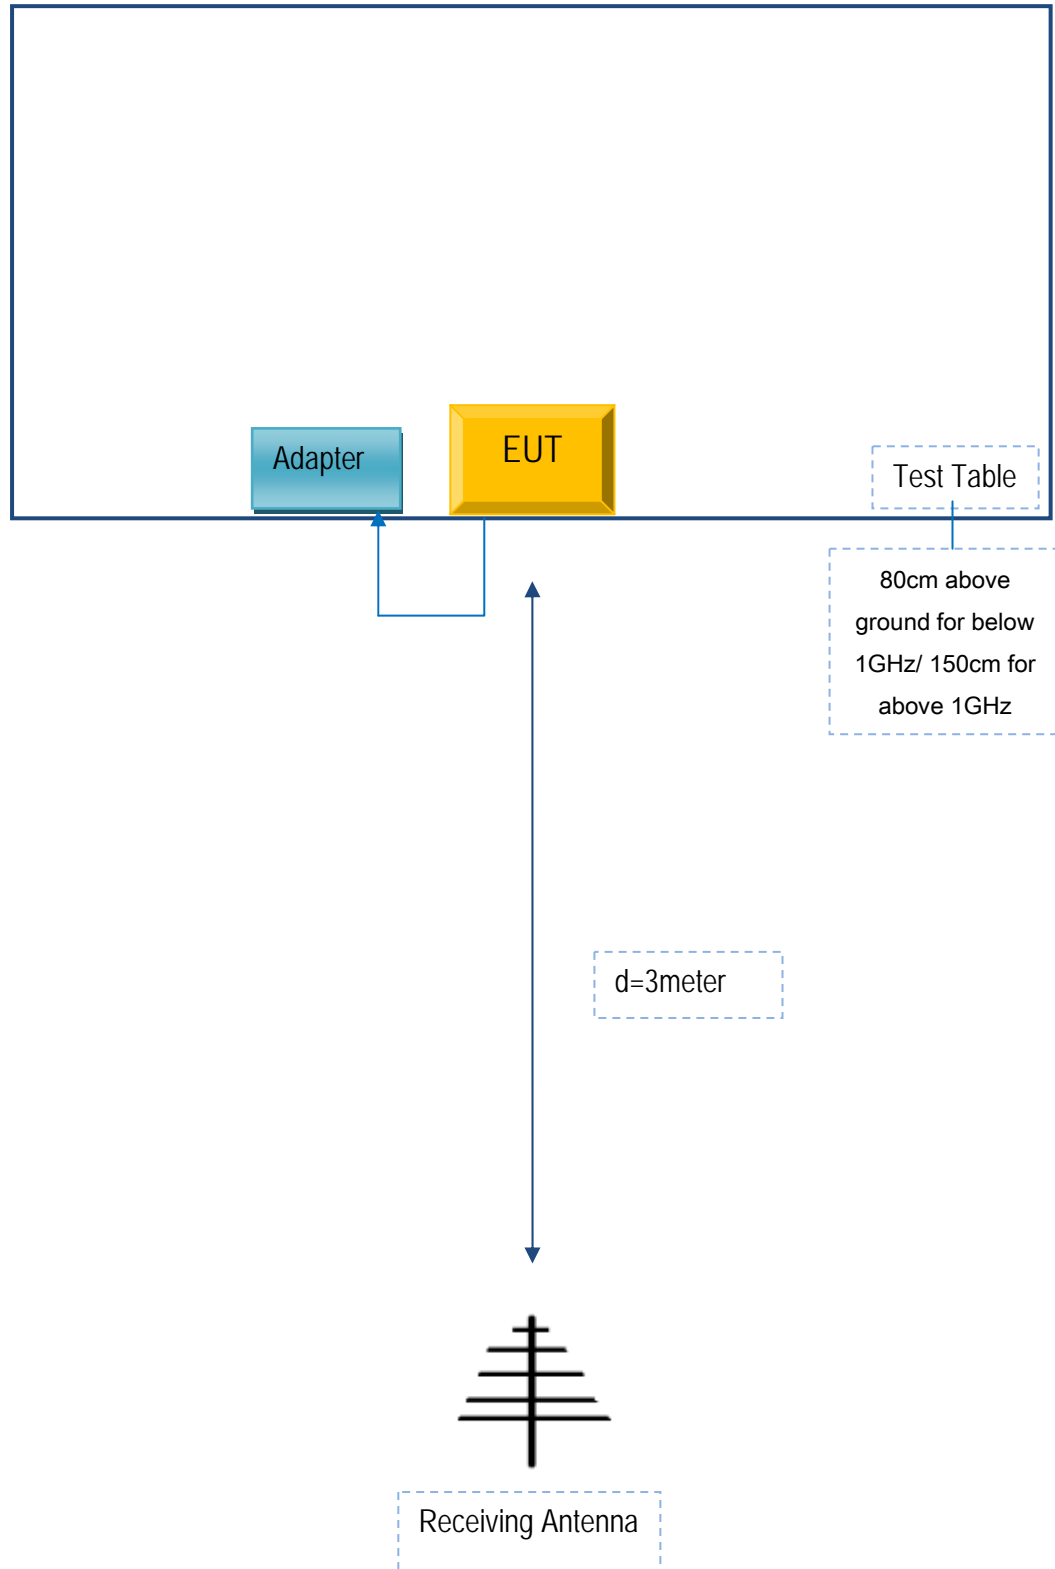 Adapter
EUT
Test Table
80cm above
ground for below
1GHz/ 150cm for
above 1GHz
d=3meter
Receiving Antenna